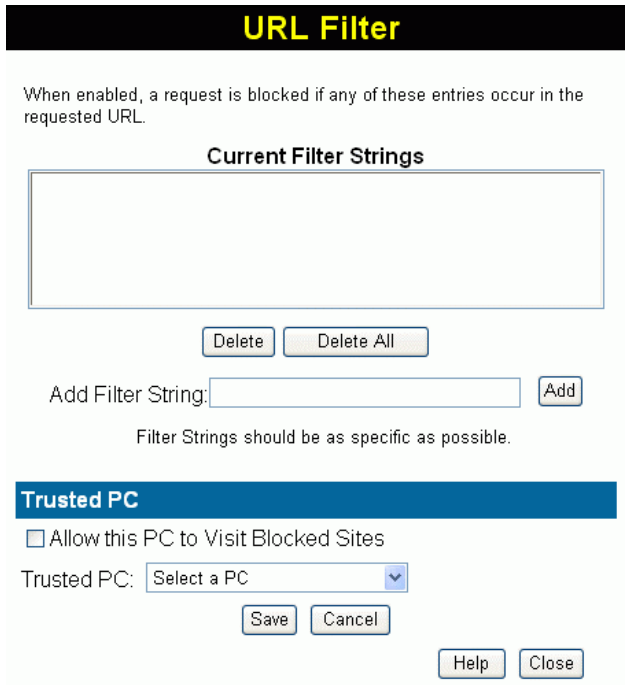 URL Filter
When enabled, a request is blocked if any of these entries occur in the
requested URL.
Current Filter Strings
Delete Delete All
Add Filter String: Add
Filter Strings should be as specific as possible.
Trusted PC
Allow this PC to Visit Blocked Sites
Trusted PC: Select a PC
Save Cancel
Help Close